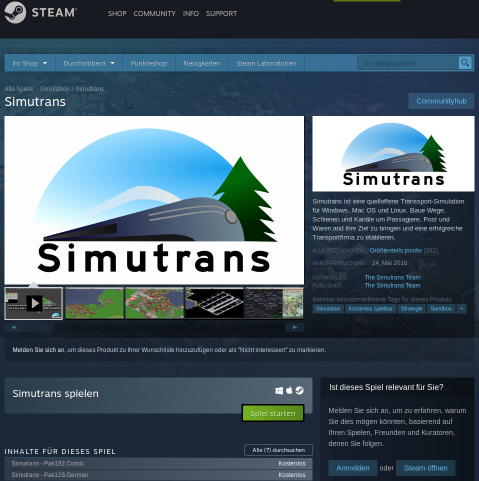 STEAM
SHOP COMMUNITY INFO SUPPORT
Ihr Shop Durchstöbern Punkteshop Neuigkeiten Steam Laboratorien
Im Shop suchen
Alle Spiele > Simulation > Simutrans
Simutrans
Communityhub
Simutrans
Simutrans
Simutrans ist eine quelloffene Transsport-Simulation
für Windows, Mac OS und Linux. Baue Wege,
Schienen und Kanäle um Passagiere, Post und
Waren and ihre Ziel zu bringen und eine erfolgreiche
Transportfirma zu etablieren.
ALLE REZENSIONEN: Größtenteils positiv (382)
VERÖFFENTLICHUNG: 24. Mai 2016
ENTWICKLER: The Simutrans Team
PUBLISHER: The Simutrans Team
Beliebte benutzerdefinierte Tags für dieses Produkt:
Simulation Kostenlos spielbar Strategie Sandbox +
Melden Sie sich an, um dieses Produkt zu Ihrer Wunschliste hinzuzufügen oder als "Nicht interessiert" zu markieren.
Simutrans spielen
Spiel starten
INHALTE FÜR DIESES SPIEL
Alle (7) durchsuchen
Simutrans - Pak192.Comic Kostenlos
Simutrans - Pak128.German Kostenlos
Ist dieses Spiel relevant für Sie?
Melden Sie sich an, um zu erfahren, warum
Sie dies mögen könnten, basierend auf
Ihren Spielen, Freunden und Kuratoren,
denen Sie folgen.
Anmelden oder Steam öffnen